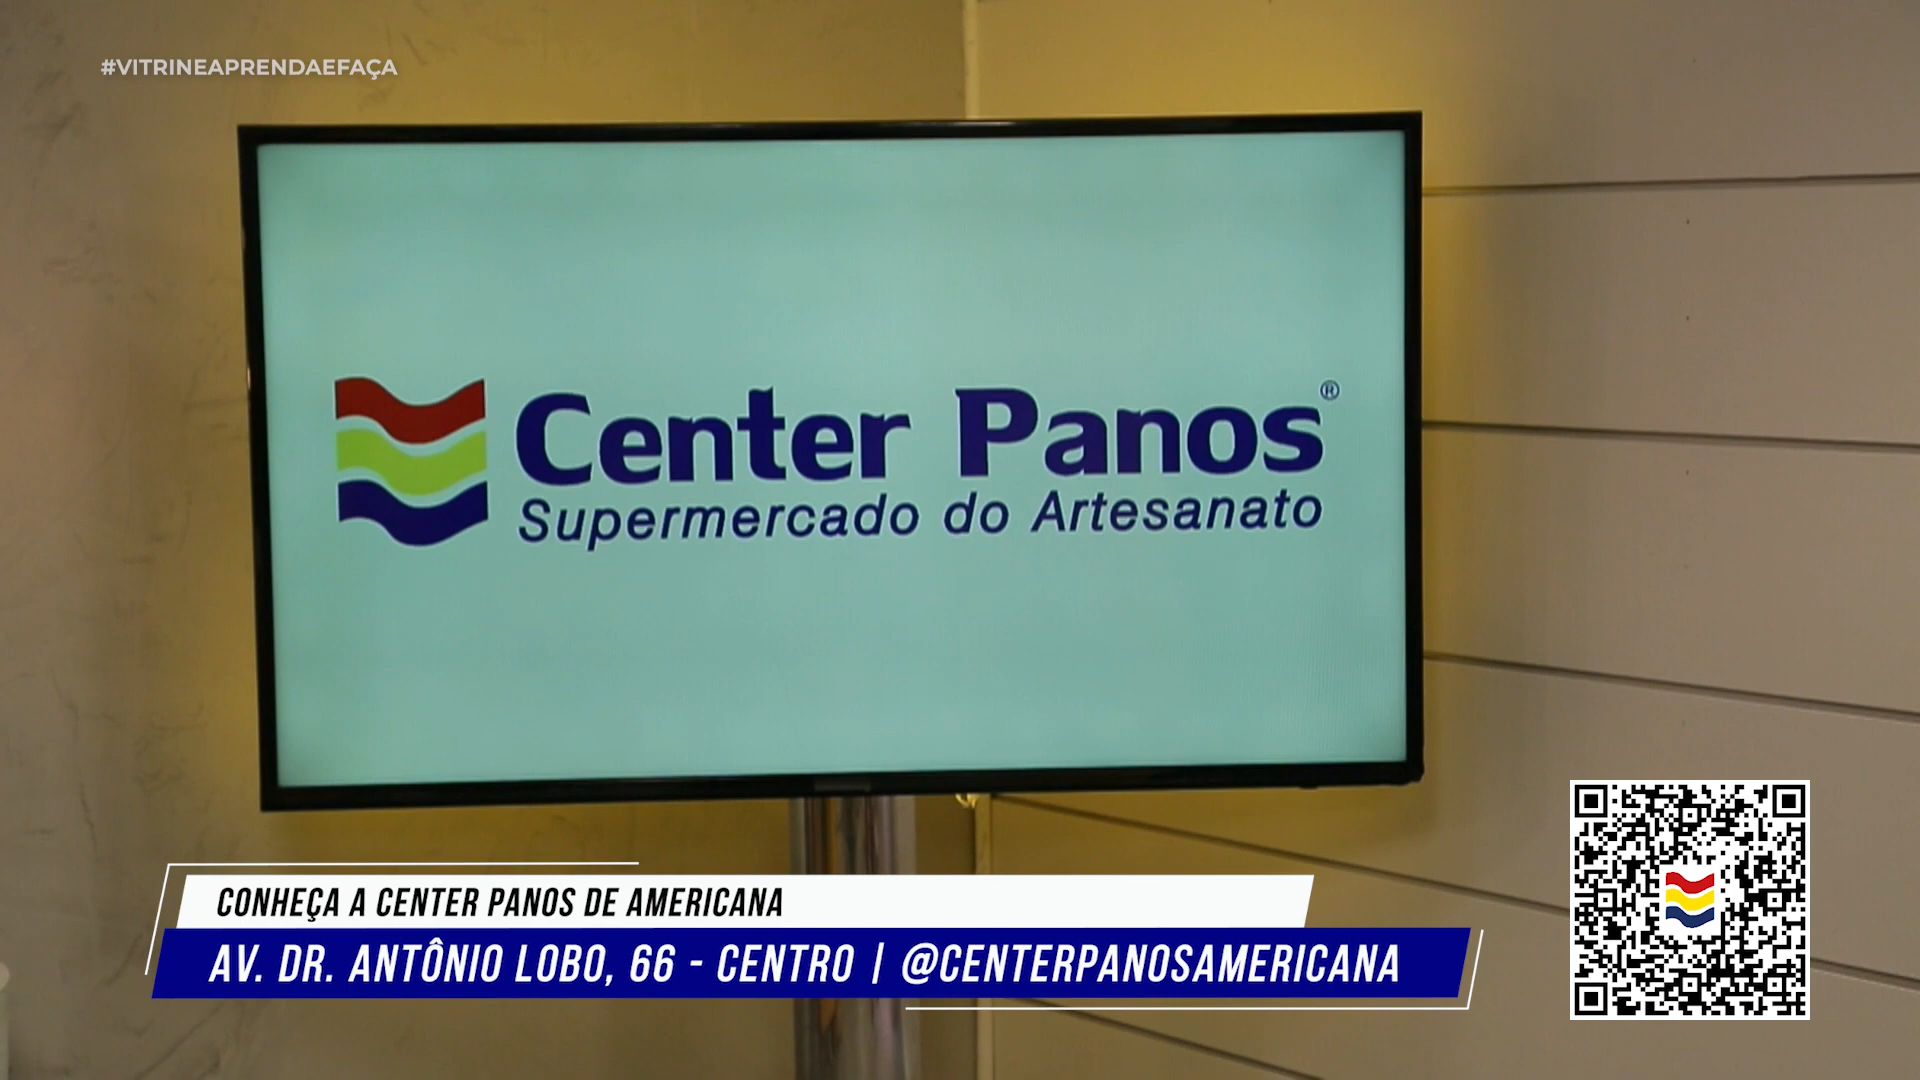 #VITRINEAPRENDAEFAÇA
Center Panos®
Supermercado do Artesanato
CONHEÇA A CENTER PANOS DE AMERICANA
AV. DR. ANTÔNIO LOBO, 66 - CENTRO | @CENTERPANOSAMERICANA